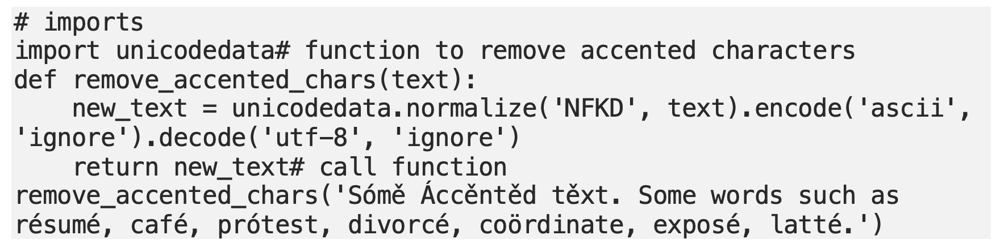 # imports
import unicodedata# function to remove accented characters
def remove_accented_chars(text):
    new_text = unicodedata.normalize('NFKD', text).encode('ascii',
'ignore').decode('utf-8', 'ignore')
    return new_text# call function
remove_accented_chars('Sómě Áccěntěd těxt. Some words such as
résumé, café, prótest, divorcé, coördinate, exposé, latté.')